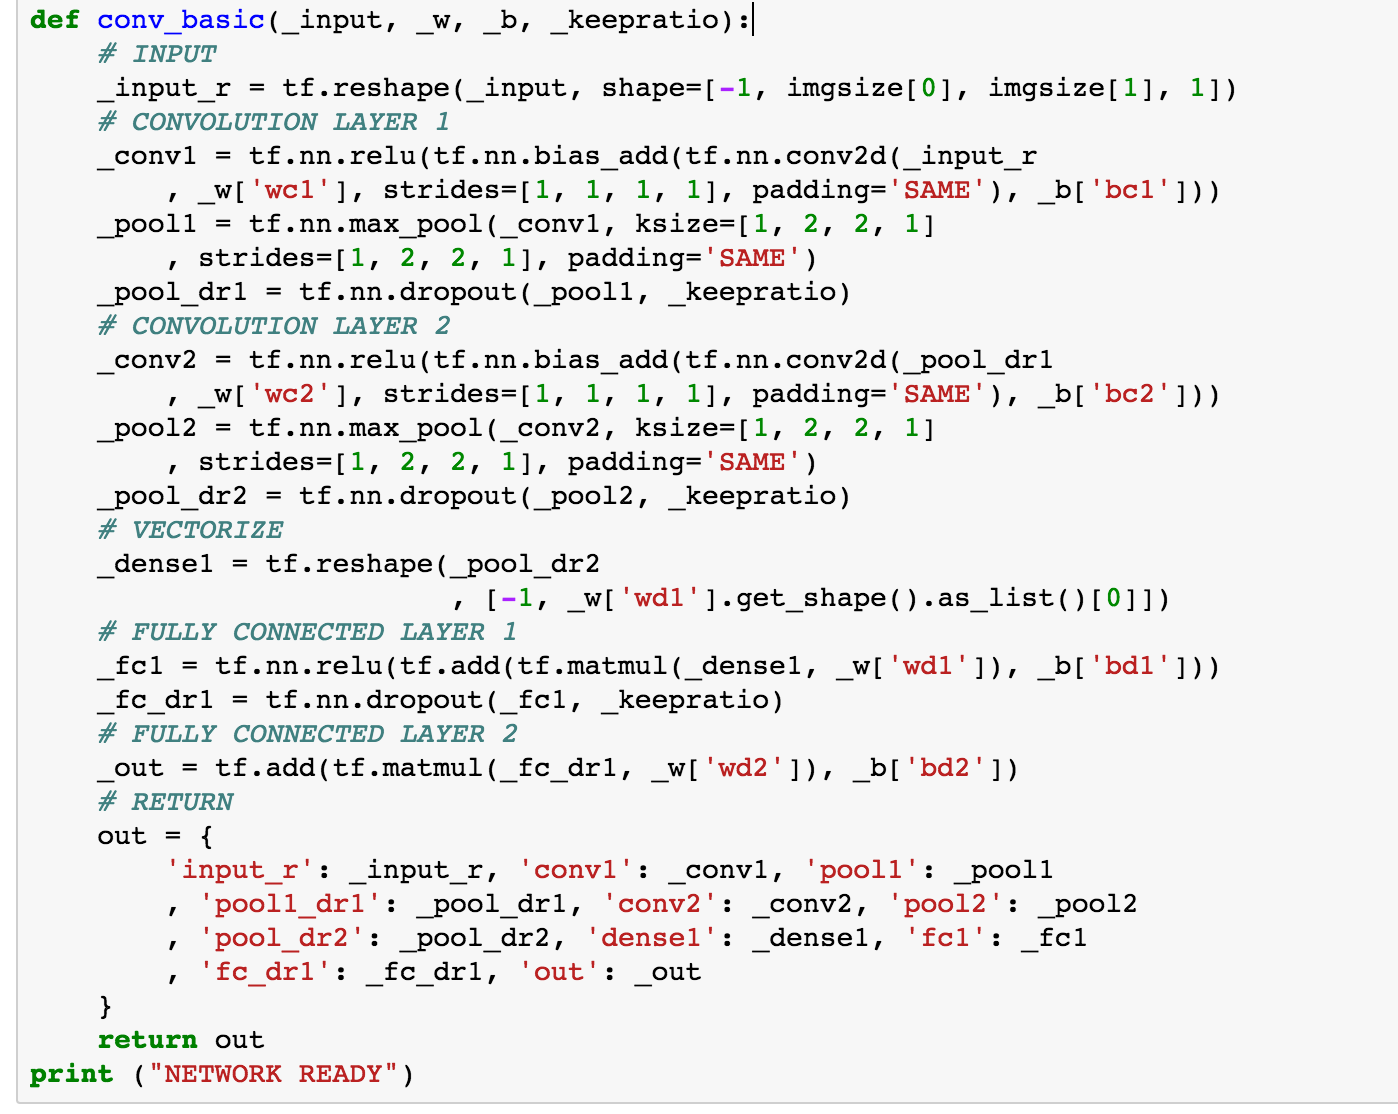 def conv_basic(_input, _w, _b, _keepratio):
    # INPUT
    _input_r = tf.reshape(_input, shape=[-1, imgsize[0], imgsize[1], 1])
    # CONVOLUTION LAYER 1
    _conv1 = tf.nn.relu(tf.nn.bias_add(tf.nn.conv2d(_input_r
        , _w['wc1'], strides=[1, 1, 1, 1], padding='SAME'), _b['bc1']))
    _pool1 = tf.nn.max_pool(_conv1, ksize=[1, 2, 2, 1]
        , strides=[1, 2, 2, 1], padding='SAME')
    _pool_dr1 = tf.nn.dropout(_pool1, _keepratio)
    # CONVOLUTION LAYER 2
    _conv2 = tf.nn.relu(tf.nn.bias_add(tf.nn.conv2d(_pool_dr1
        , _w['wc2'], strides=[1, 1, 1, 1], padding='SAME'), _b['bc2']))
    _pool2 = tf.nn.max_pool(_conv2, ksize=[1, 2, 2, 1]
        , strides=[1, 2, 2, 1], padding='SAME')
    _pool_dr2 = tf.nn.dropout(_pool2, _keepratio)
    # VECTORIZE
    _dense1 = tf.reshape(_pool_dr2
                         , [-1, _w['wd1'].get_shape().as_list()[0]])
    # FULLY CONNECTED LAYER 1
    _fc1 = tf.nn.relu(tf.add(tf.matmul(_dense1, _w['wd1']), _b['bd1']))
    _fc_dr1 = tf.nn.dropout(_fc1, _keepratio)
    # FULLY CONNECTED LAYER 2
    _out = tf.add(tf.matmul(_fc_dr1, _w['wd2']), _b['bd2'])
    # RETURN
    out = {
        'input_r': _input_r, 'conv1': _conv1, 'pool1': _pool1
        , 'pool1_dr1': _pool_dr1, 'conv2': _conv2, 'pool2': _pool2
        , 'pool_dr2': _pool_dr2, 'dense1': _dense1, 'fc1': _fc1
        , 'fc_dr1': _fc_dr1, 'out': _out
    }
    return out
print ("NETWORK READY")